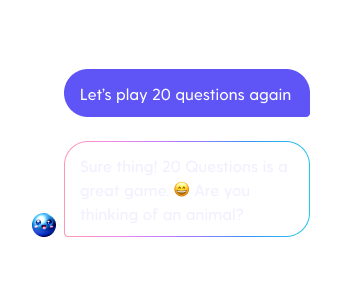 Let's play 20 questions again
Sure thing! 20 Questions is a
great game. 😄 Are you
thinking of an animal?